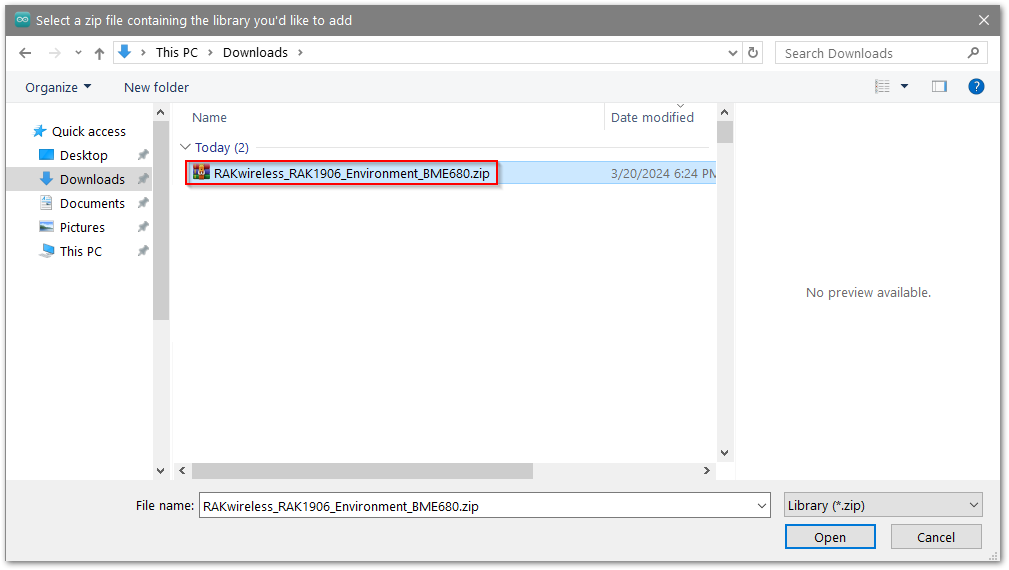 Select a zip file containing the library you'd like to add
This PC Downloads
Search Downloads
Organize New folder
?
Name Date modified
Quick access
Desktop
Downloads
Documents
Pictures
This PC
Today (2)
RAKwireless_RAK1906_Environment_BME680.zip 3/20/2024 6:24 PM
No preview available.
File name: RAKwireless_RAK1906_Environment_BME680.zip Library (*.zip)
Open Cancel